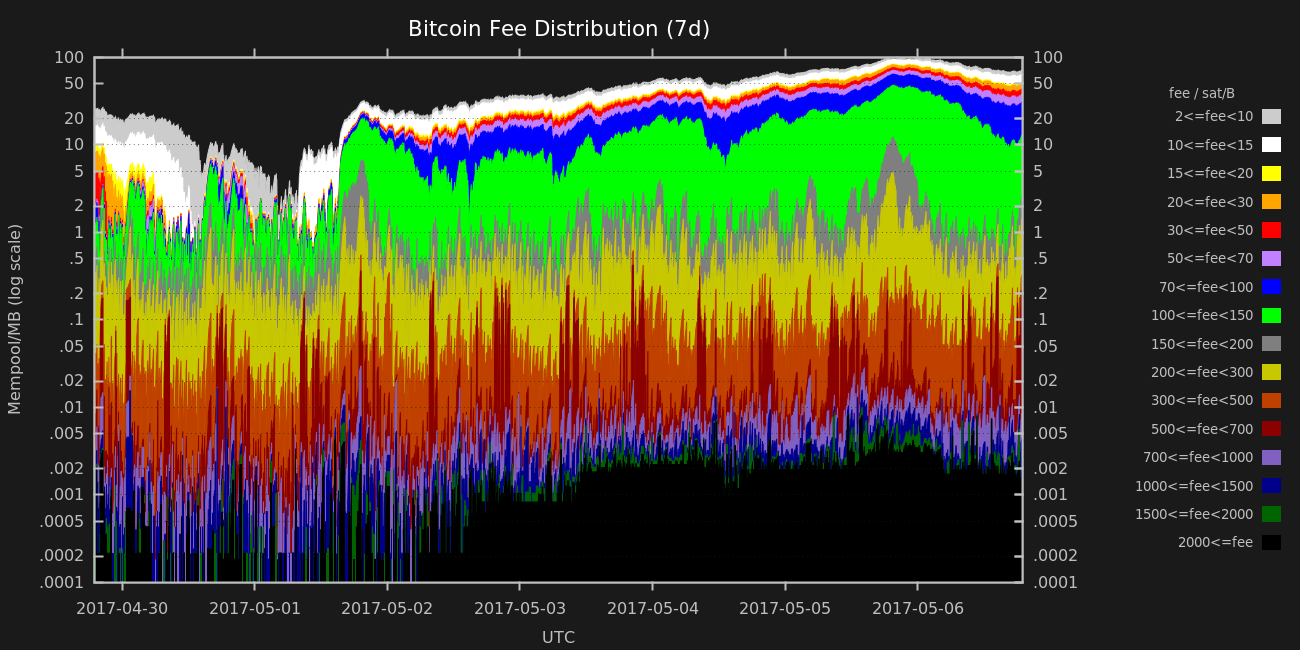 Bitcoin Fee Distribution (7d)
Mempool/MB (log scale)
100
50
20
10
5
2
1
.5
.2
.1
.05
.02
.01
.005
.002
.001
.0005
.0002
.0001
100
50
20
10
5
2
1
.5
.2
.1
.05
.02
.01
.005
.002
.001
.0005
.0002
.0001
2017-04-30 2017-05-01 2017-05-02 2017-05-03 2017-05-04 2017-05-05 2017-05-06
UTC
fee / sat/B
2<=fee<10
10<=fee<15
15<=fee<20
20<=fee<30
30<=fee<50
50<=fee<70
70<=fee<100
100<=fee<150
150<=fee<200
200<=fee<300
300<=fee<500
500<=fee<700
700<=fee<1000
1000<=fee<1500
1500<=fee<2000
2000<=fee